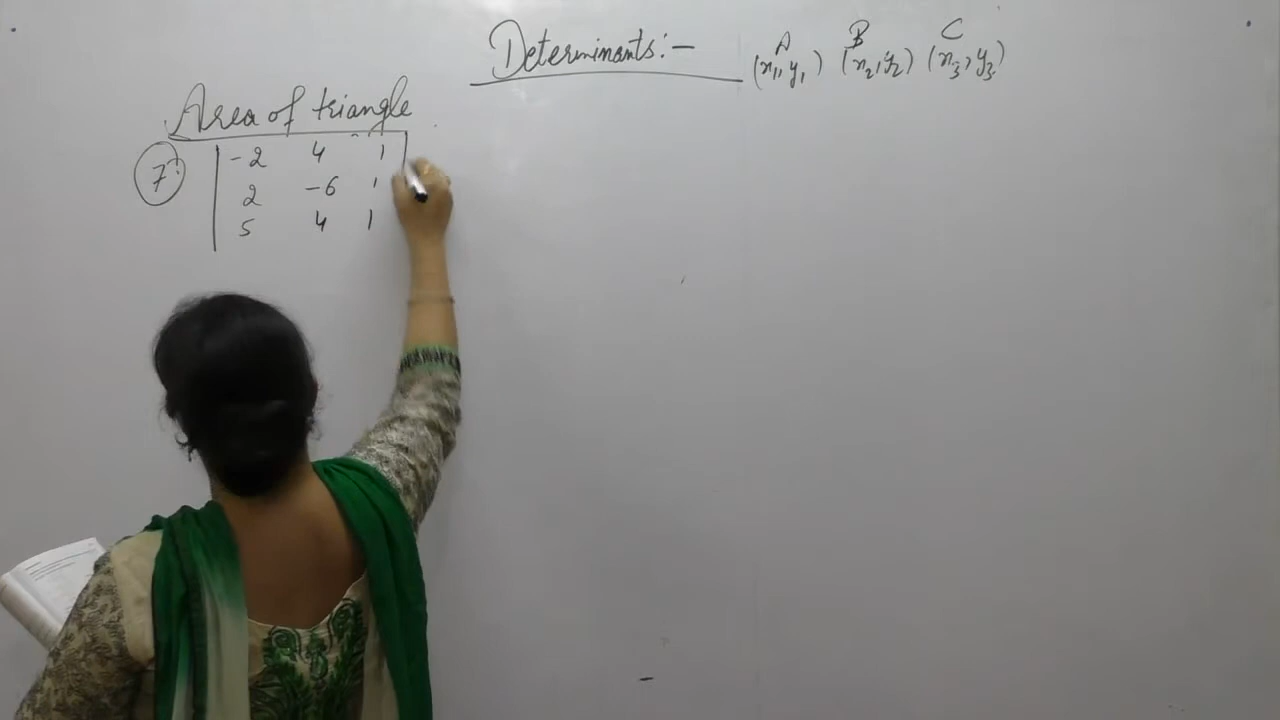 Determinants:-
A B C
(x₁, y₁) (x₂, y₂) (x₃, y₃)
Area of triangle
7. | -2 4 1 |
2 -6 1
5 4 1